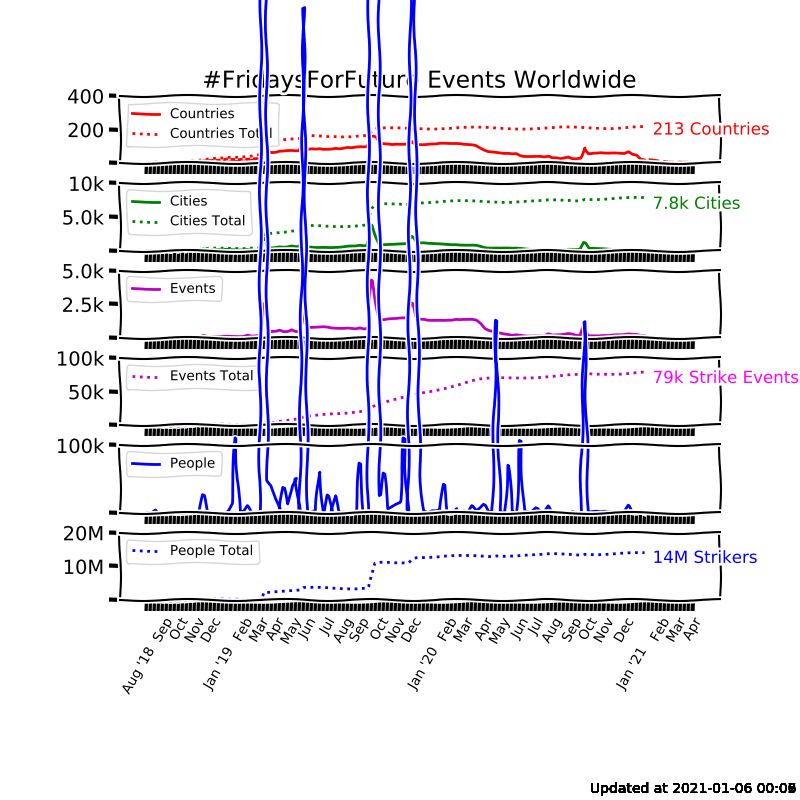 #FridaysForFuture Events Worldwide
400
200
Countries
Countries Total
213 Countries
10k
5.0k
Cities
Cities Total
7.8k Cities
5.0k
2.5k
Events
100k
50k
Events Total
79k Strike Events
100k
People
20M
10M
People Total
14M Strikers
Aug '18 Sep Oct Nov Dec Jan '19 Feb Mar Apr May Jun Jul Aug Sep Oct Nov Dec Jan '20 Feb Mar Apr May Jun Jul Aug Sep Oct Nov Dec Jan '21 Feb Mar Apr
Updated at 2021-01-06